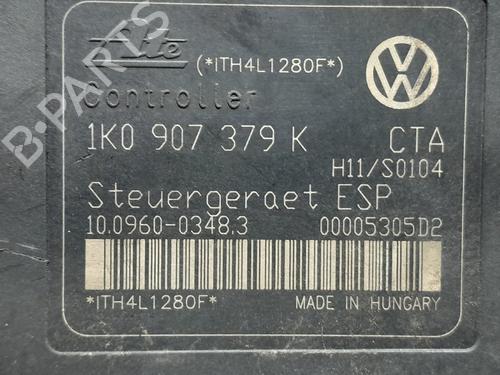 Ate (*ITH4L1280F*)
Controller
1K0 907 379 K CTA
H11/S0104
Steuergeraet ESP
10.0960-0348.3 00005305D2
*ITH4L1280F* MADE IN HUNGARY
B-PARTS